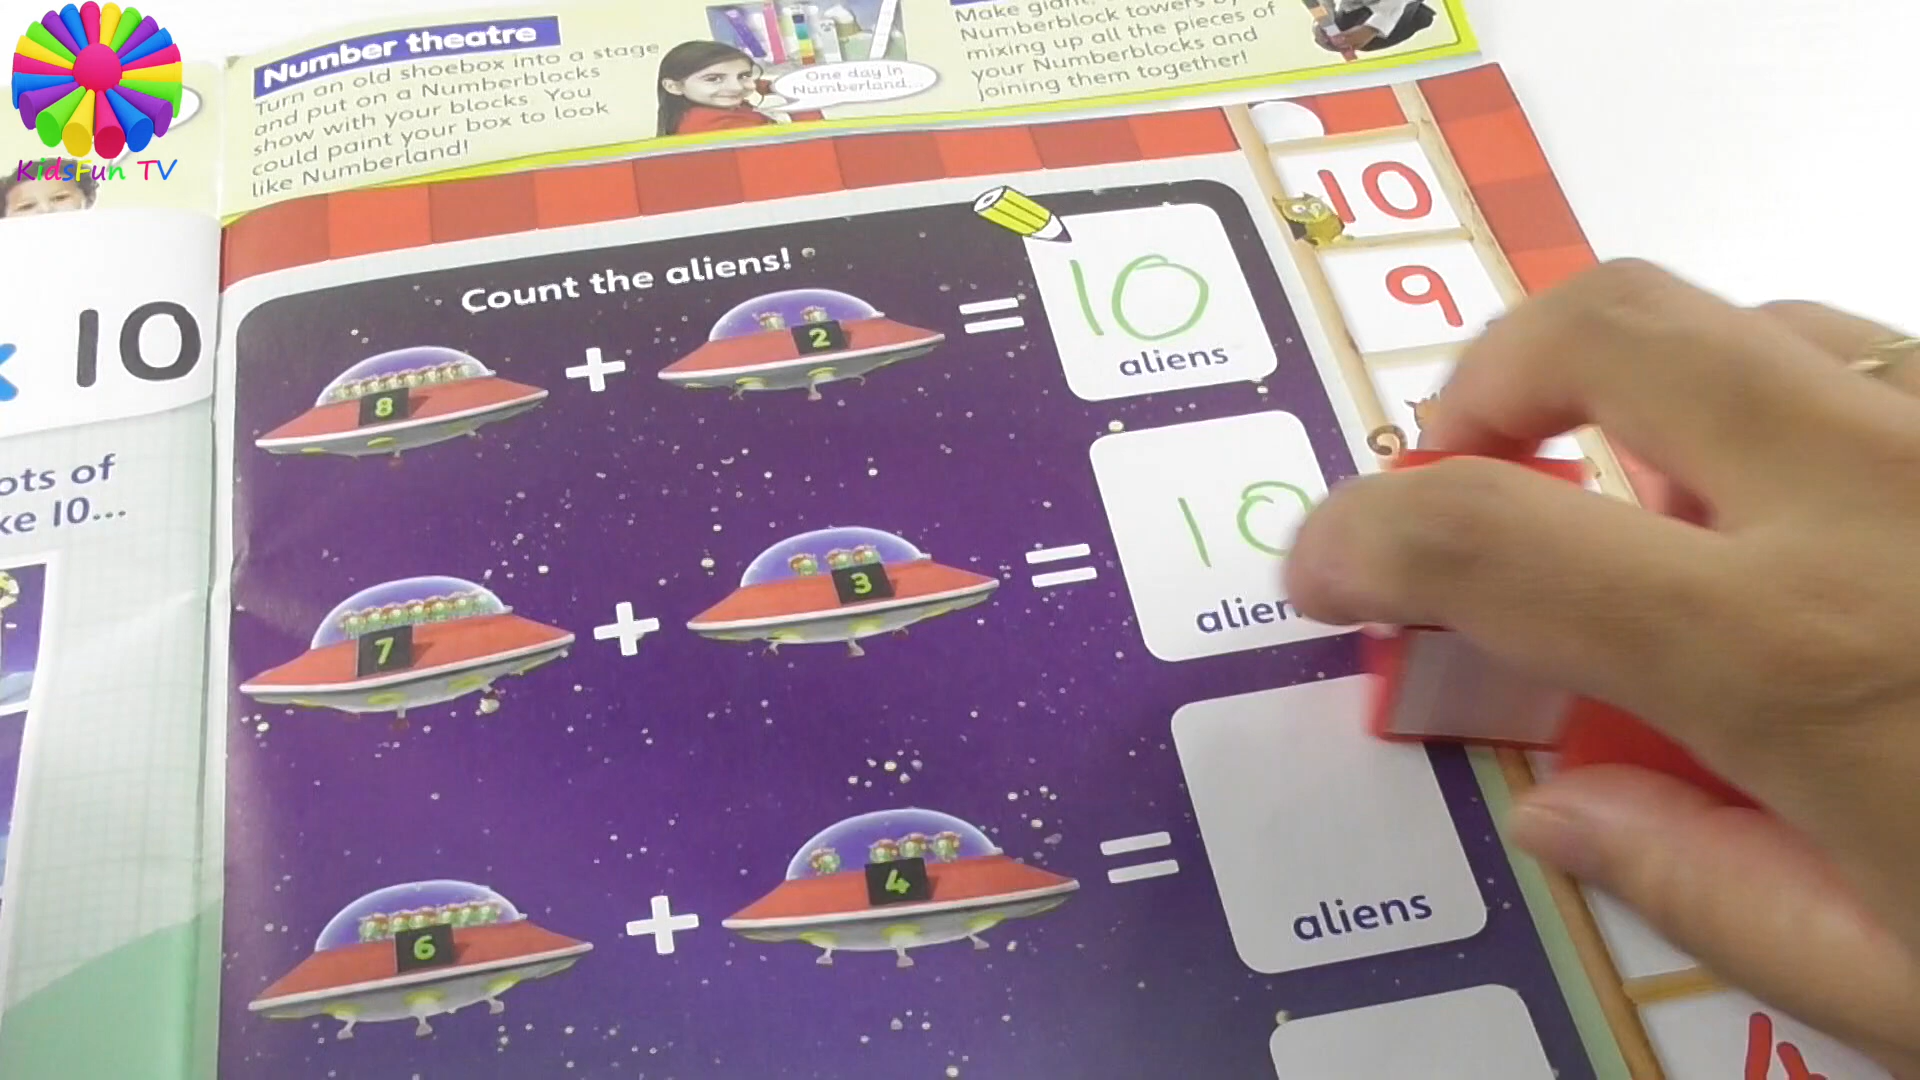 KidsFun TV
Number theatre
Turn an old shoebox into a stage
and put on a Numberblocks
show with your blocks. You
could paint your box to look
like Numberland!
One day in
Numberland...
Make giant
Numberblock towers by
mixing up all the pieces of
your Numberblocks and
joining them together!
10
ots of
ke 10...
Count the aliens!
8 + 2 = 10
aliens
7 + 3 = 10
alien
6 + 4 =
aliens
10
9
4